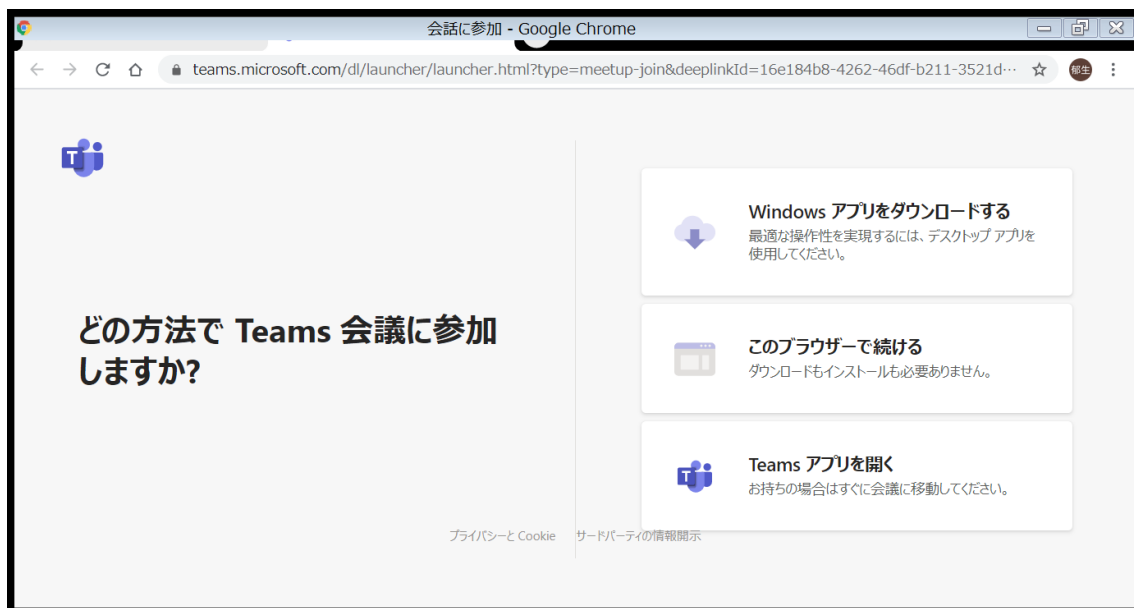 会話に参加 - Google Chrome
teams.microsoft.com/dl/launcher/launcher.html?type=meetup-join&deeplinkId=16e184b8-4262-46df-b211-3521d…
郁生
T
どの方法で Teams 会議に参加
しますか?
Windows アプリをダウンロードする
最適な操作性を実現するには、デスクトップ アプリを
使用してください。
このブラウザーで続ける
ダウンロードもインストールも必要ありません。
T
Teams アプリを開く
お持ちの場合はすぐに会議に移動してください。
プライバシーと Cookie サードパーティの情報開示